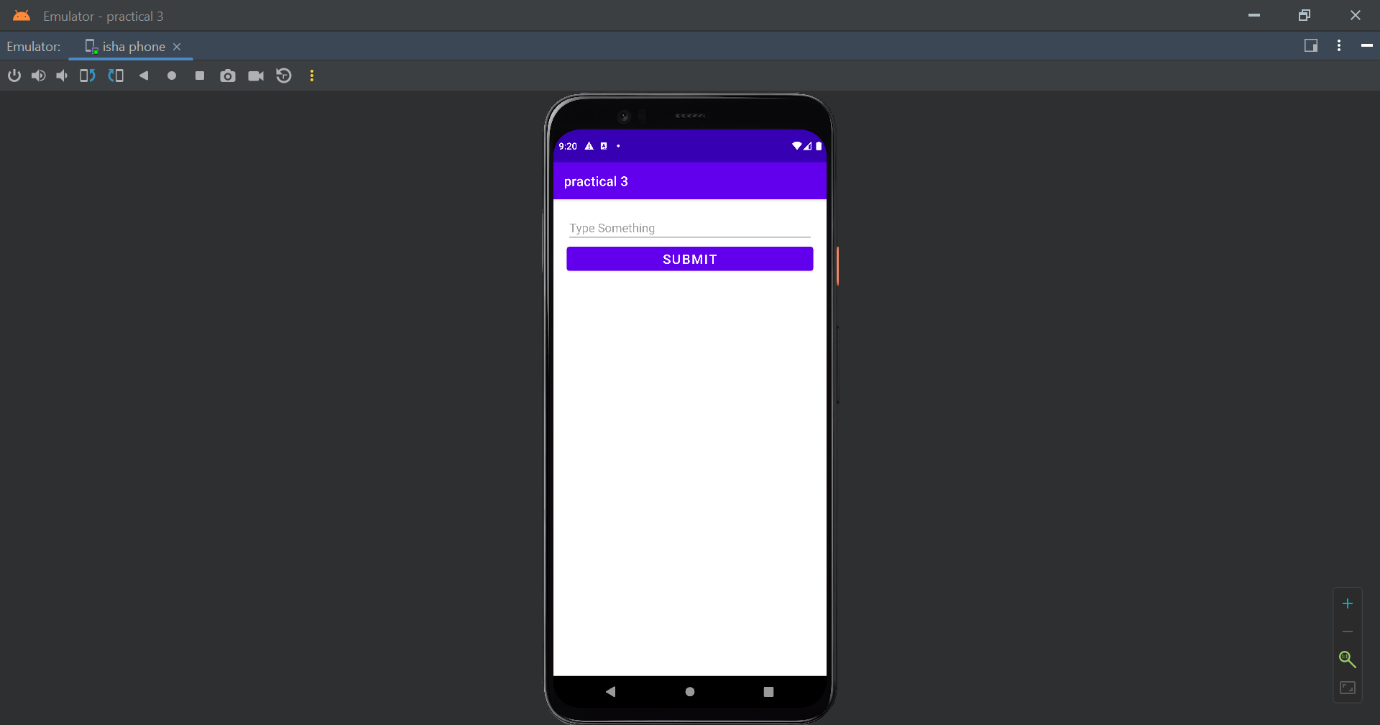 Emulator - practical 3
Emulator: isha phone
9:20
practical 3
Type Something
SUBMIT